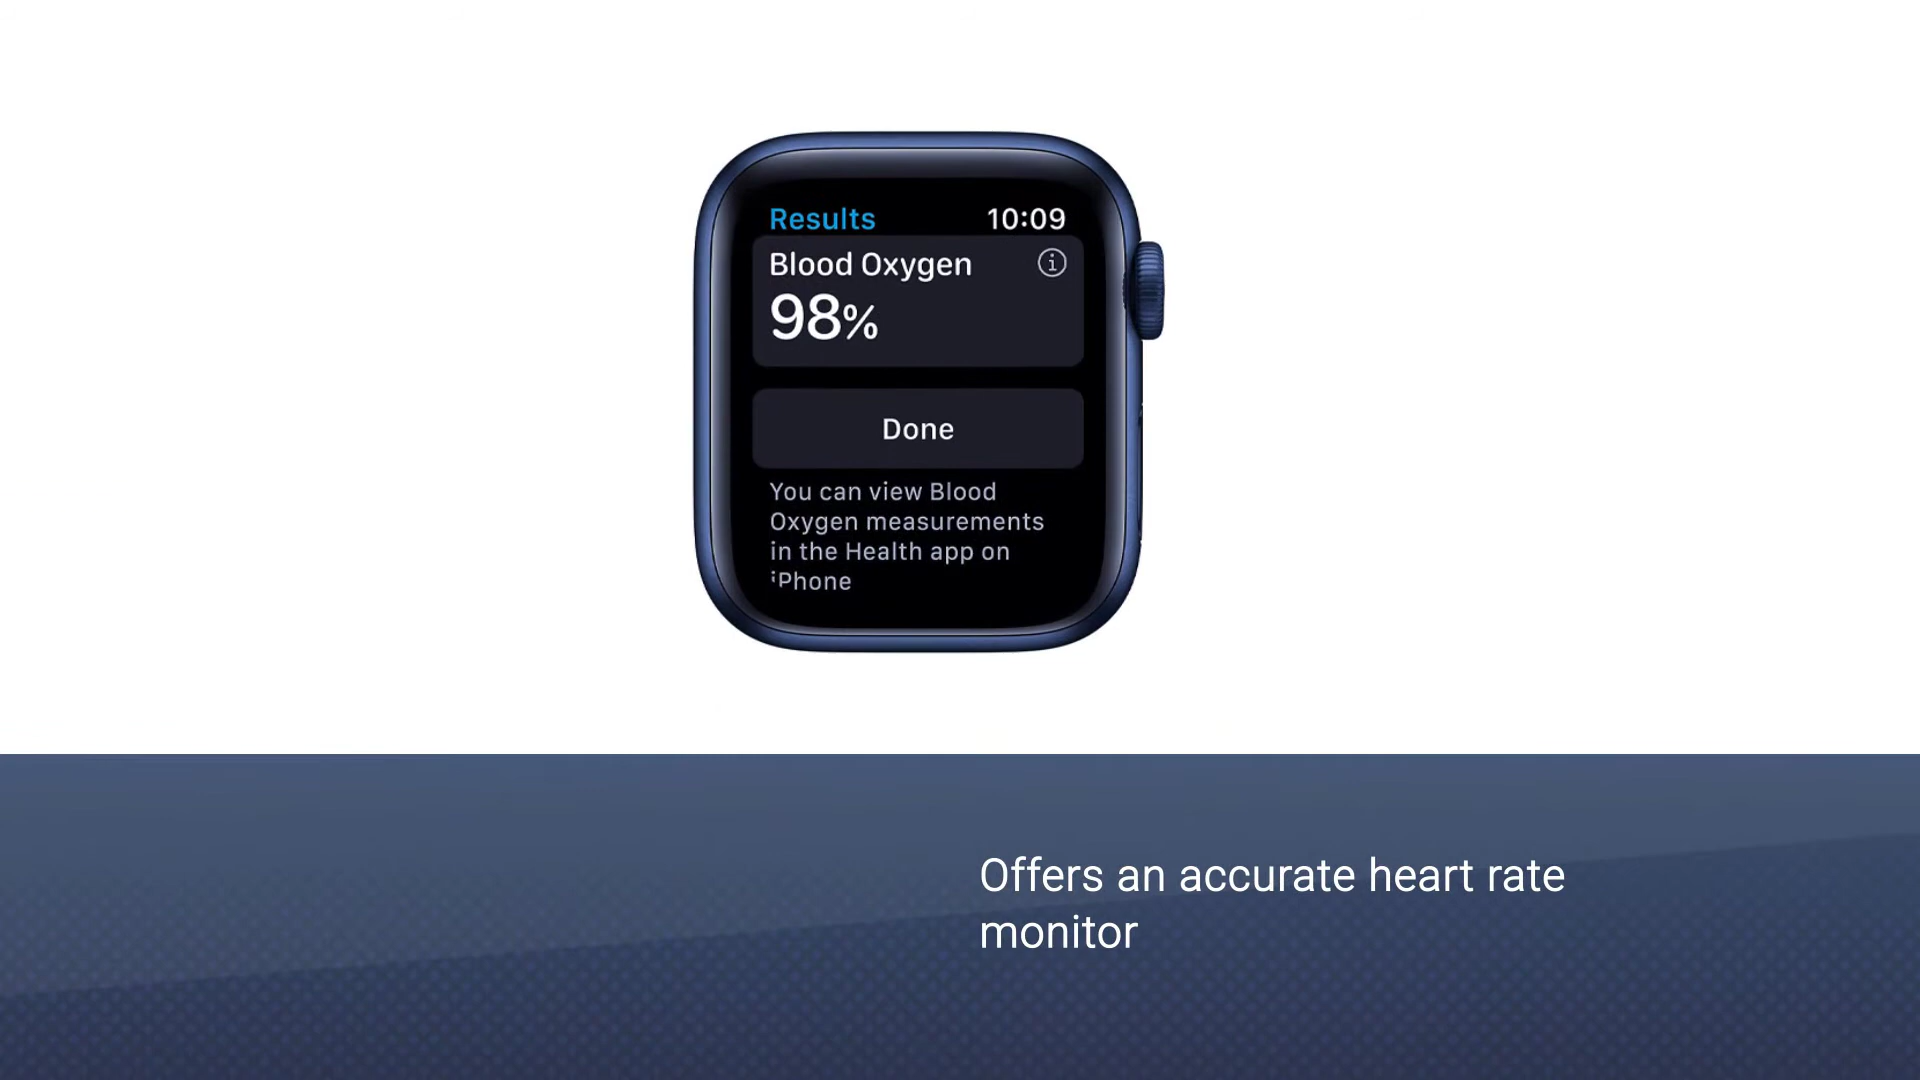 Results 10:09
Blood Oxygen
98%
Done
You can view Blood
Oxygen measurements
in the Health app on
iPhone
Offers an accurate heart rate
monitor